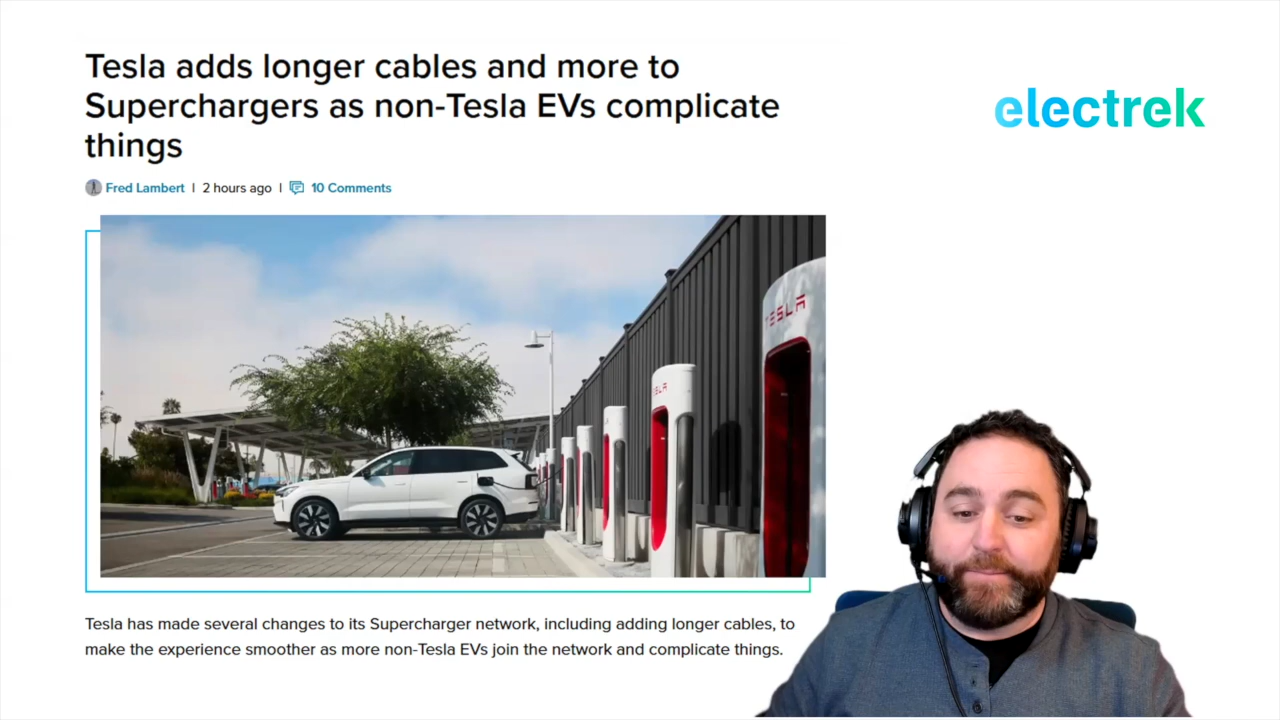 Tesla adds longer cables and more to
Superchargers as non-Tesla EVs complicate
things
electrek
Fred Lambert | 2 hours ago | 10 Comments
TESLA
TESLA
Tesla has made several changes to its Supercharger network, including adding longer cables, to
make the experience smoother as more non-Tesla EVs join the network and complicate things.